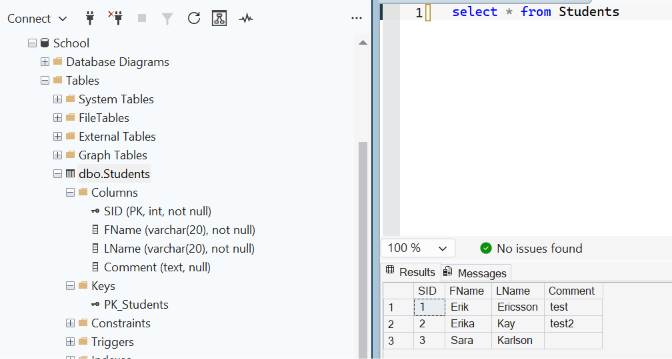 Connect
School
Database Diagrams
Tables
System Tables
FileTables
External Tables
Graph Tables
dbo.Students
Columns
SID (PK, int, not null)
FName (varchar(20), not null)
LName (varchar(20), not null)
Comment (text, null)
Keys
PK_Students
Constraints
Triggers
Indexes
1 select * from Students
100 % No issues found
Results Messages
SID FName LName Comment
1 1 Erik Ericsson test
2 2 Erika Kay test2
3 3 Sara Karlson